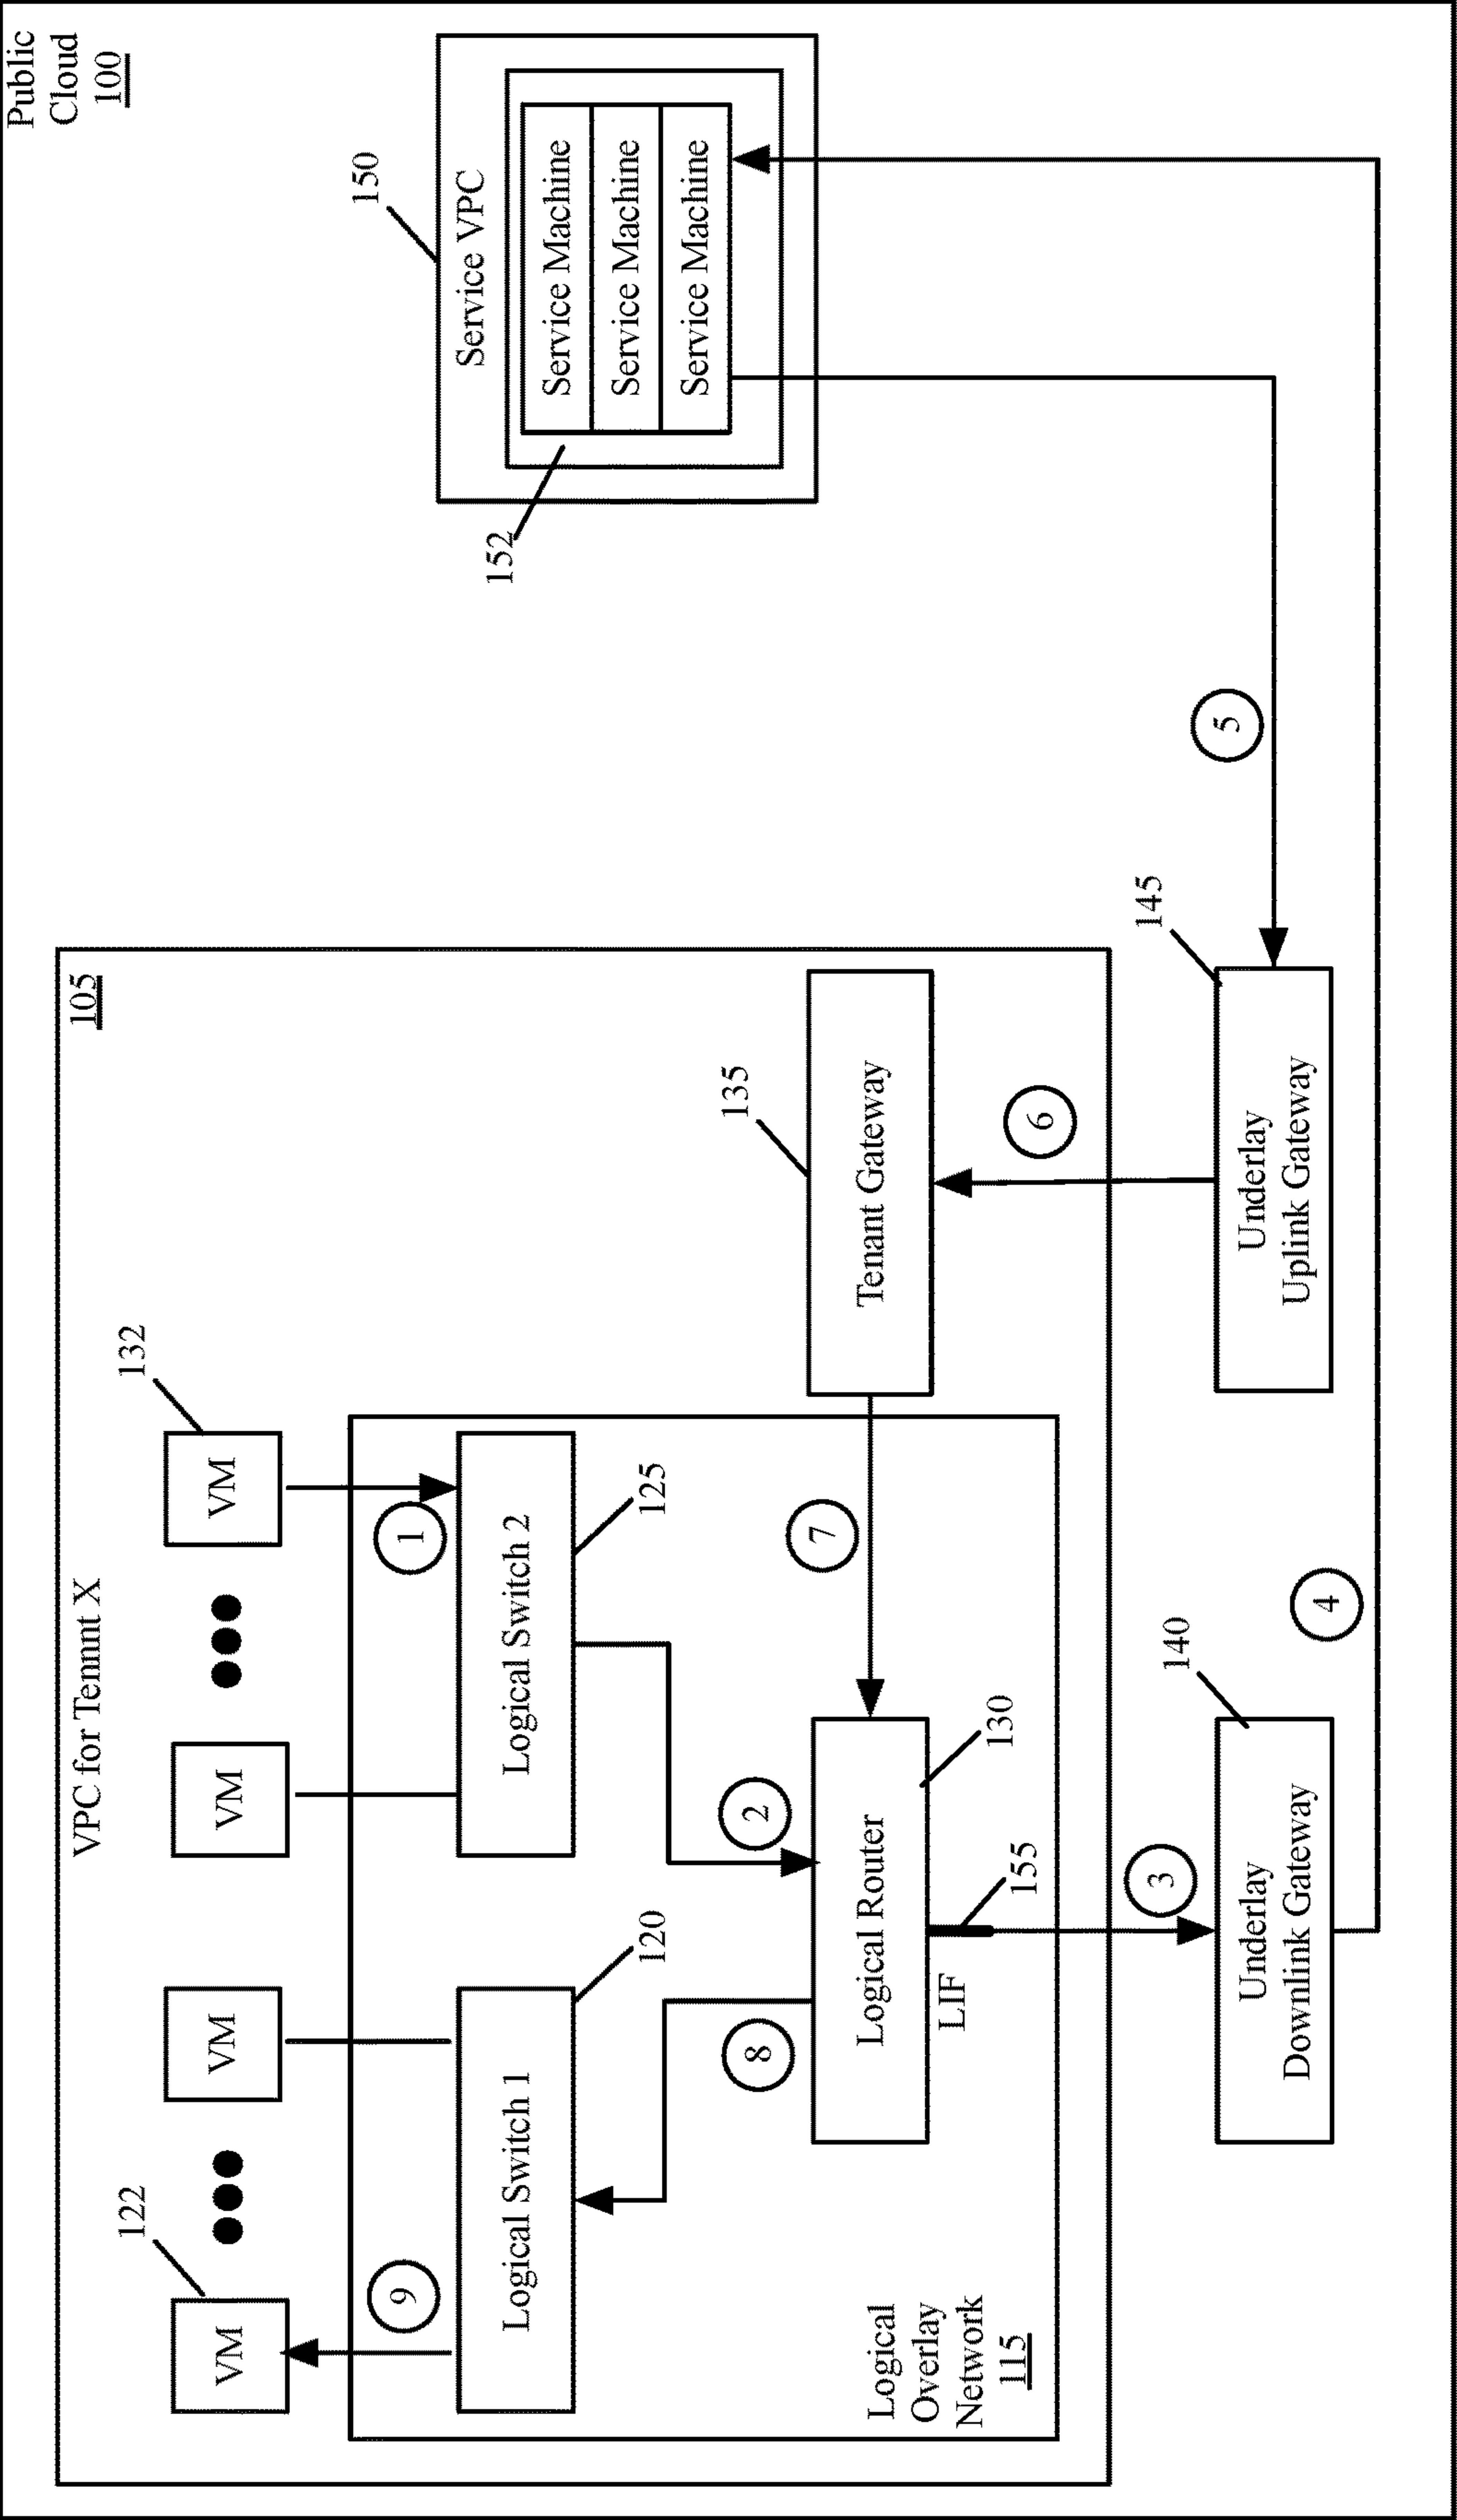 Public
Cloud
100
VPC for Tennnt X
105
122
VM
VM
VM
132
VM
9
1
Logical Switch 1
120
Logical Switch 2
125
8
2
7
Logical Router
130
LIF
155
Logical
Overlay
Network
115
135
Tenant Gateway
6
3
140
Underlay
Downlink Gateway
4
145
Underlay
Uplink Gateway
5
150
Service VPC
152
Service Machine
Service Machine
Service Machine